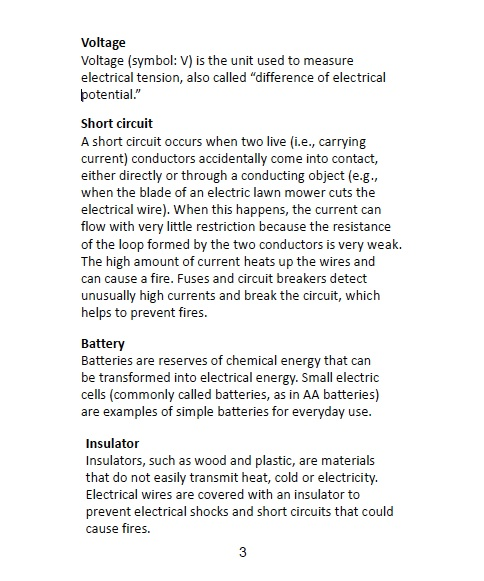 Voltage
Voltage (symbol: V) is the unit used to measure
electrical tension, also called “difference of electrical
potential.”
Short circuit
A short circuit occurs when two live (i.e., carrying
current) conductors accidentally come into contact,
either directly or through a conducting object (e.g.,
when the blade of an electric lawn mower cuts the
electrical wire). When this happens, the current can
flow with very little restriction because the resistance
of the loop formed by the two conductors is very weak.
The high amount of current heats up the wires and
can cause a fire. Fuses and circuit breakers detect
unusually high currents and break the circuit, which
helps to prevent fires.
Battery
Batteries are reserves of chemical energy that can
be transformed into electrical energy. Small electric
cells (commonly called batteries, as in AA batteries)
are examples of simple batteries for everyday use.
Insulator
Insulators, such as wood and plastic, are materials
that do not easily transmit heat, cold or electricity.
Electrical wires are covered with an insulator to
prevent electrical shocks and short circuits that could
cause fires.
3